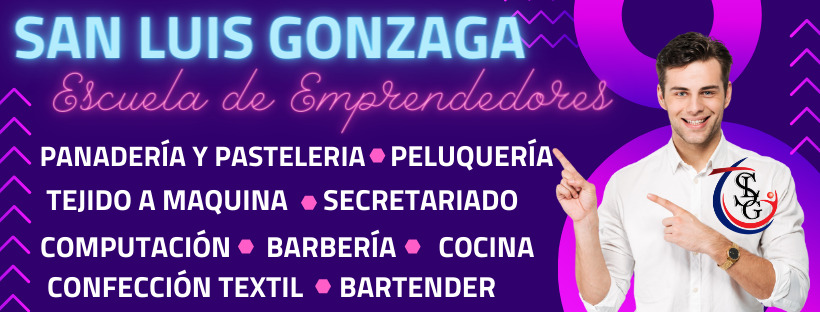 SAN LUIS GONZAGA
Escuela de Emprendedores
PANADERÍA Y PASTELERIA PELUQUERÍA
TEJIDO A MAQUINA SECRETARIADO
COMPUTACIÓN BARBERÍA COCINA
CONFECCIÓN TEXTIL BARTENDER
SLG